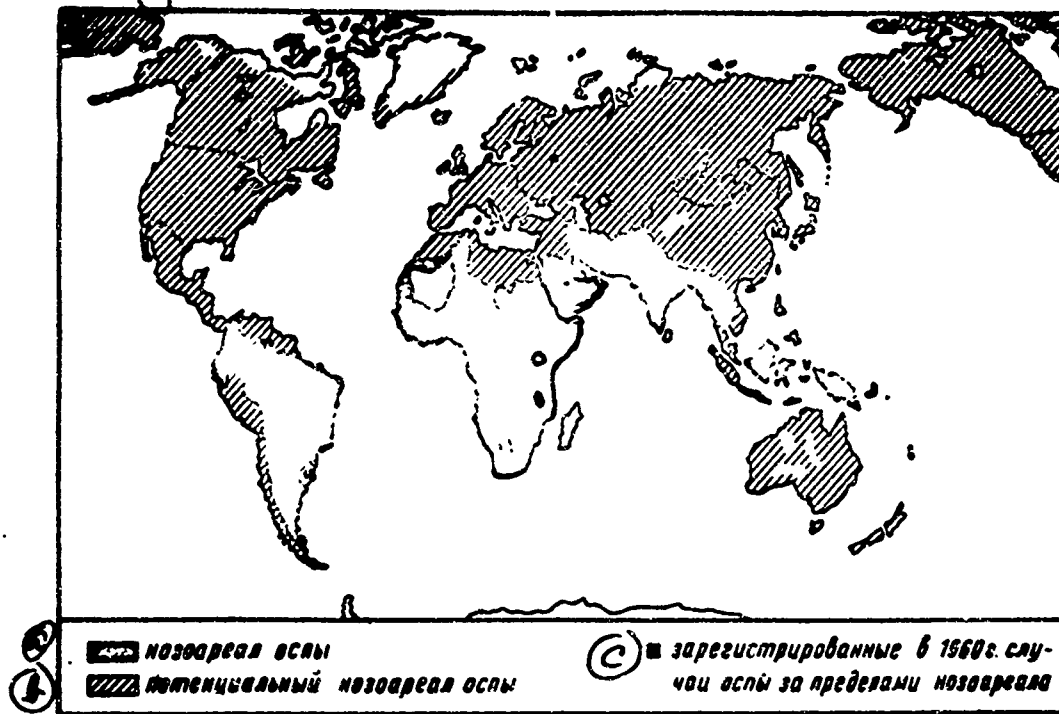 a нозоареал оспы
b потенциальный нозоареал оспы
C зарегистрированные в 1960г. слу-
чаи оспы за пределами нозоареала